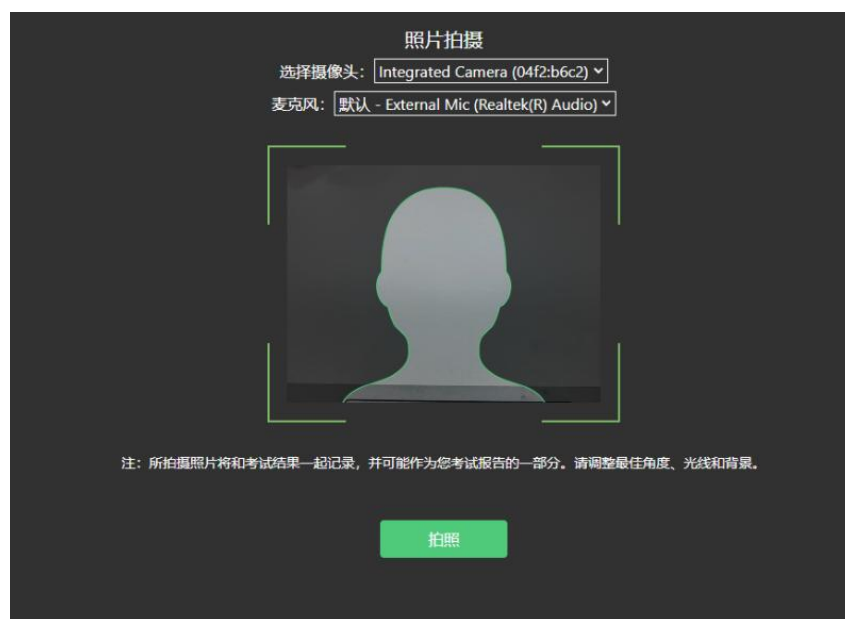 照片拍摄
选择摄像头： Integrated Camera (04f2:b6c2)
麦克风： 默认 - External Mic (Realtek(R) Audio)
注：所拍摄照片将和考试结果一起记录，并可能作为您考试报告的一部分。请调整最佳角度、光线和背景。
拍照